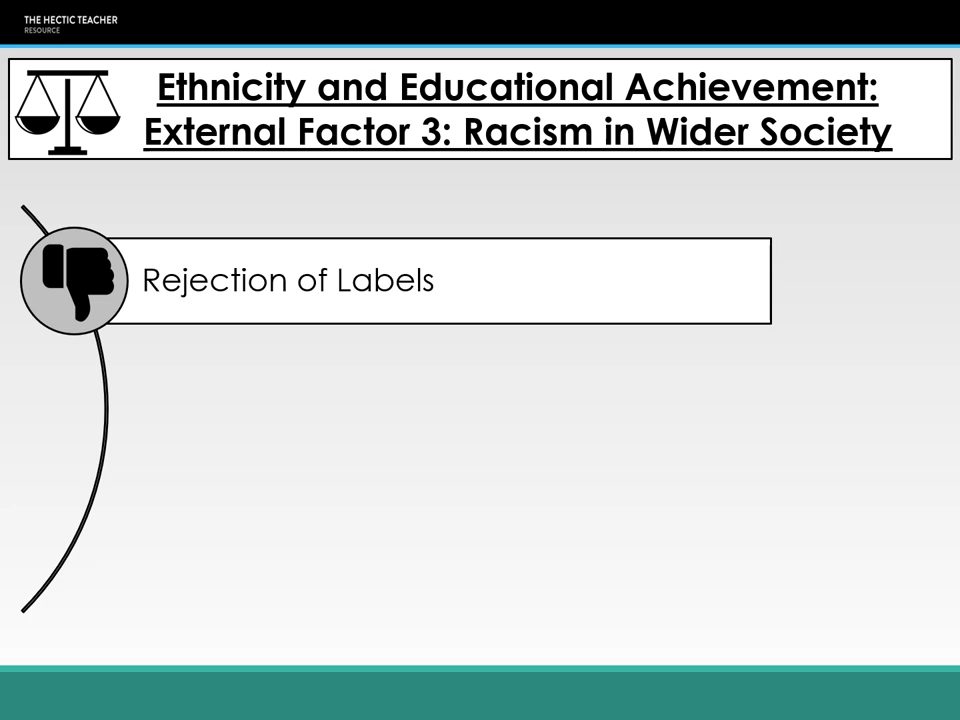 THE HECTIC TEACHER
RESOURCE
Ethnicity and Educational Achievement:
External Factor 3: Racism in Wider Society
Rejection of Labels